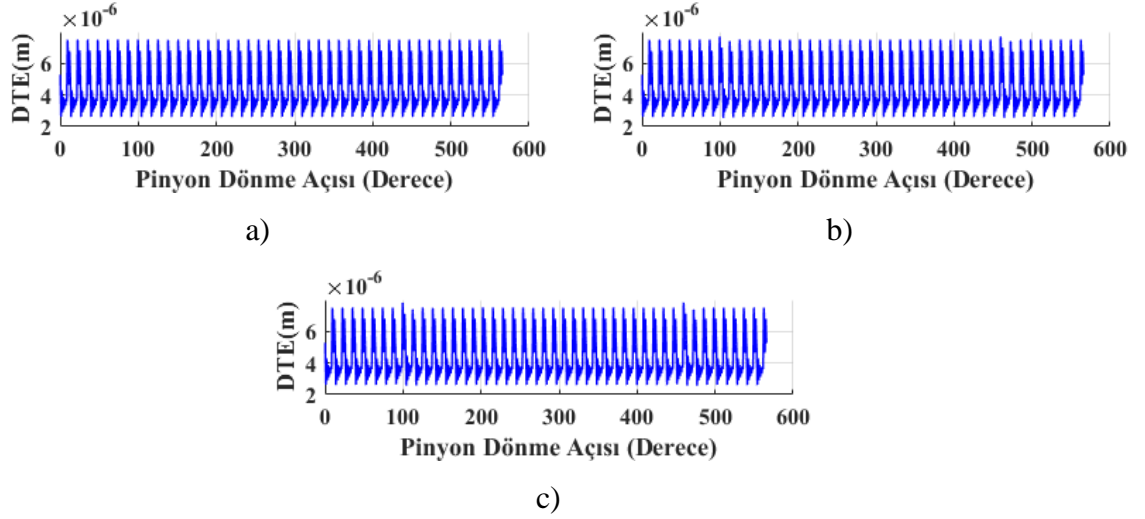 ×10⁻⁶
DTE(m)
6
4
2
0 100 200 300 400 500 600
Pinyon Dönme Açısı (Derece)
a)
×10⁻⁶
DTE(m)
6
4
2
0 100 200 300 400 500 600
Pinyon Dönme Açısı (Derece)
b)
×10⁻⁶
DTE(m)
6
4
2
0 100 200 300 400 500 600
Pinyon Dönme Açısı (Derece)
c)